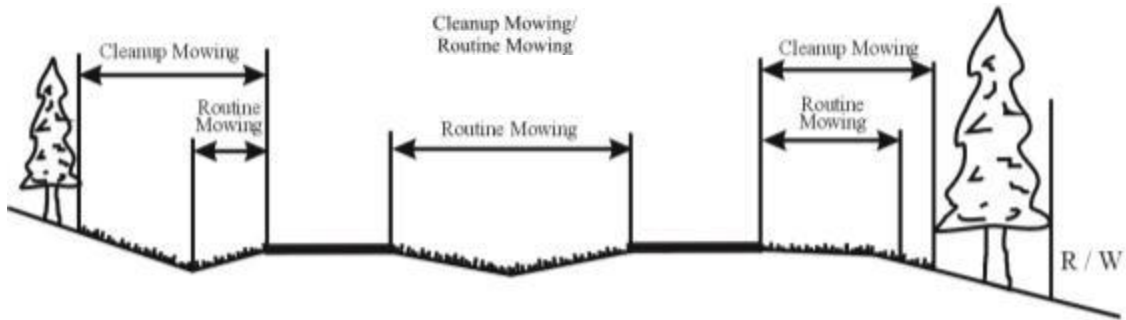 Cleanup Mowing/
Routine Mowing
Cleanup Mowing
Cleanup Mowing
Routine
Mowing
Routine Mowing
Routine
Mowing
R / W